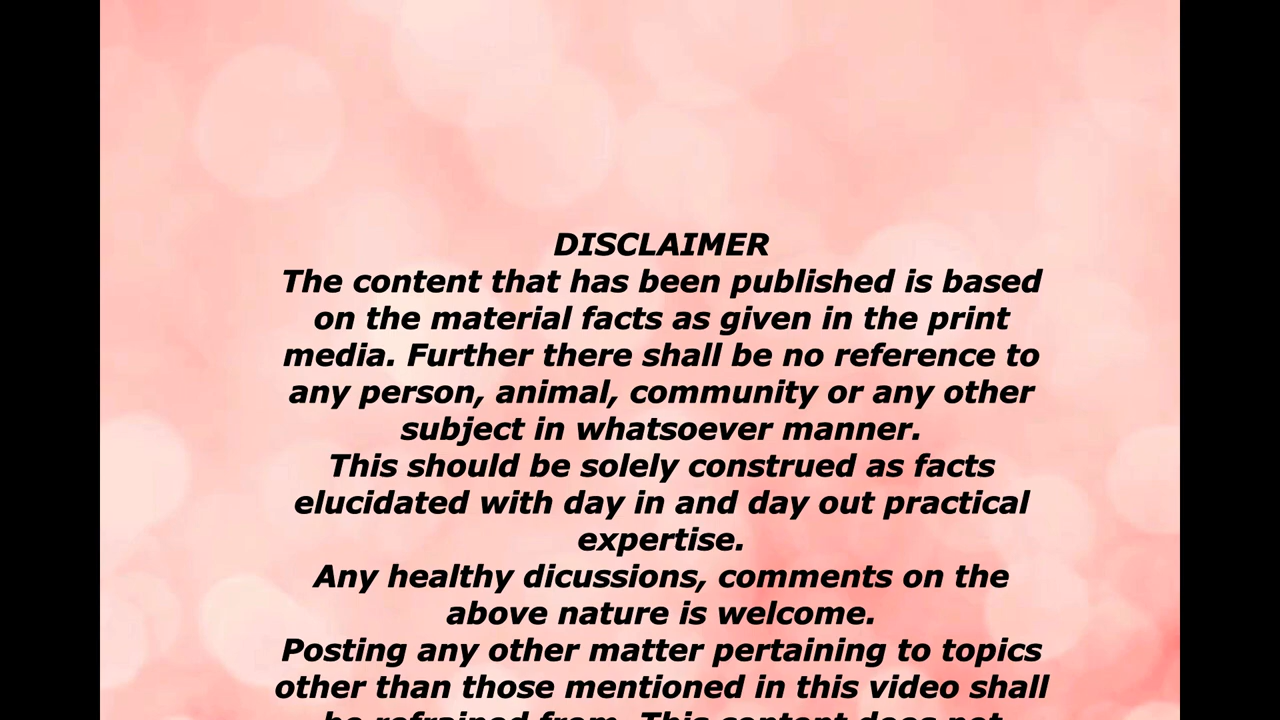 DISCLAIMER
The content that has been published is based
on the material facts as given in the print
media. Further there shall be no reference to
any person, animal, community or any other
subject in whatsoever manner.
This should be solely construed as facts
elucidated with day in and day out practical
expertise.
Any healthy dicussions, comments on the
above nature is welcome.
Posting any other matter pertaining to topics
other than those mentioned in this video shall
be refrained from. This content does not